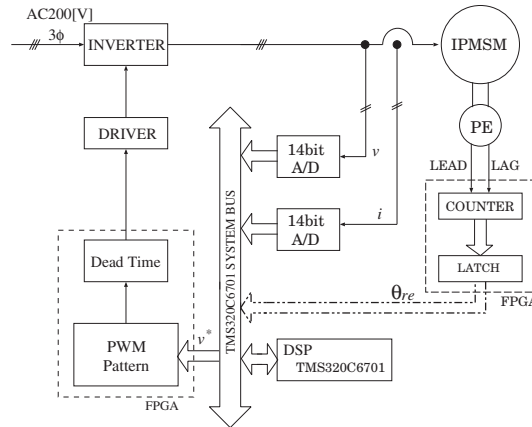 AC200[V]
3ϕ
INVERTER
IPMSM
DRIVER
PE
14bit
A/D
v
LEAD
LAG
COUNTER
14bit
A/D
i
LATCH
FPGA
θre
Dead Time
PWM
Pattern
FPGA
v*
TMS320C6701 SYSTEM BUS
DSP
TMS320C6701